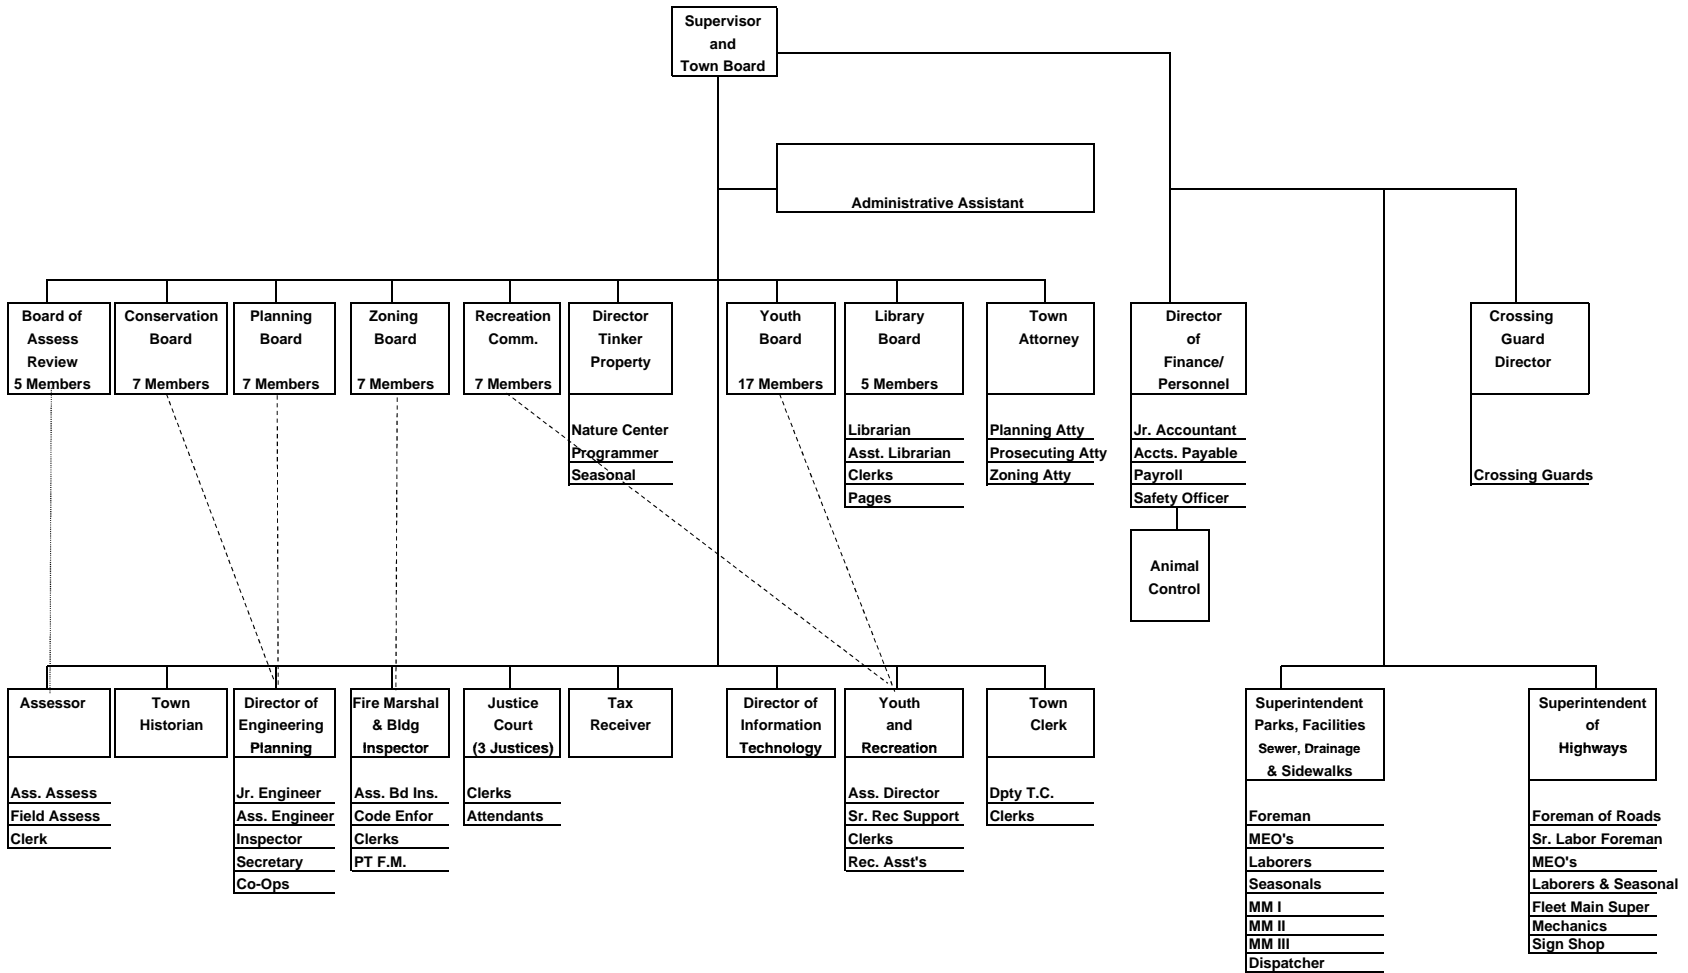 Supervisor
and
Town Board
Administrative Assistant
Board of
Assess
Review
5 Members
Conservation
Board
7 Members
Planning
Board
7 Members
Zoning
Board
7 Members
Recreation
Comm.
7 Members
Director
Tinker
Property
Nature Center
Programmer
Seasonal
Youth
Board
17 Members
Library
Board
5 Members
Librarian
Asst. Librarian
Clerks
Pages
Town
Attorney
Planning Atty
Prosecuting Atty
Zoning Atty
Director
of
Finance/
Personnel
Jr. Accountant
Accts. Payable
Payroll
Safety Officer
Animal
Control
Crossing
Guard
Director
Crossing Guards
Assessor
Ass. Assess
Field Assess
Clerk
Town
Historian
Director of
Engineering
Planning
Jr. Engineer
Ass. Engineer
Inspector
Secretary
Co-Ops
Fire Marshal
& Bldg
Inspector
Ass. Bd Ins.
Code Enfor
Clerks
PT F.M.
Justice
Court
(3 Justices)
Clerks
Attendants
Tax
Receiver
Director of
Information
Technology
Youth
and
Recreation
Ass. Director
Sr. Rec Support
Clerks
Rec. Asst's
Town
Clerk
Dpty T.C.
Clerks
Superintendent
Parks, Facilities
Sewer, Drainage
& Sidewalks
Foreman
MEO's
Laborers
Seasonals
MM I
MM II
MM III
Dispatcher
Superintendent
of
Highways
Foreman of Roads
Sr. Labor Foreman
MEO's
Laborers & Seasonal
Fleet Main Super
Mechanics
Sign Shop